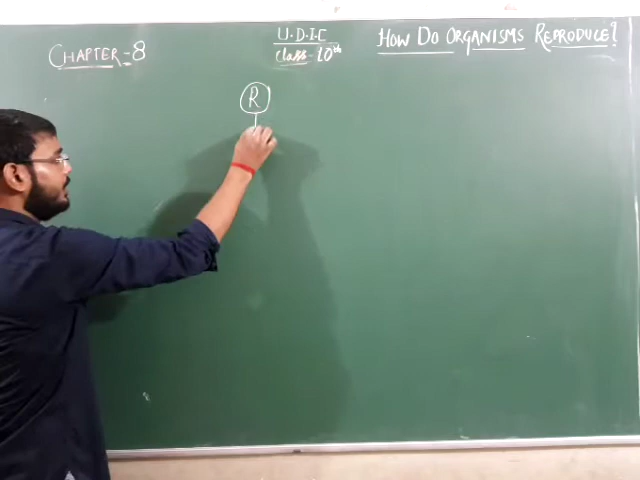 CHAPTER-8
U.D.I.C
Class-10th
HOW DO ORGANISMS REPRODUCE?
R